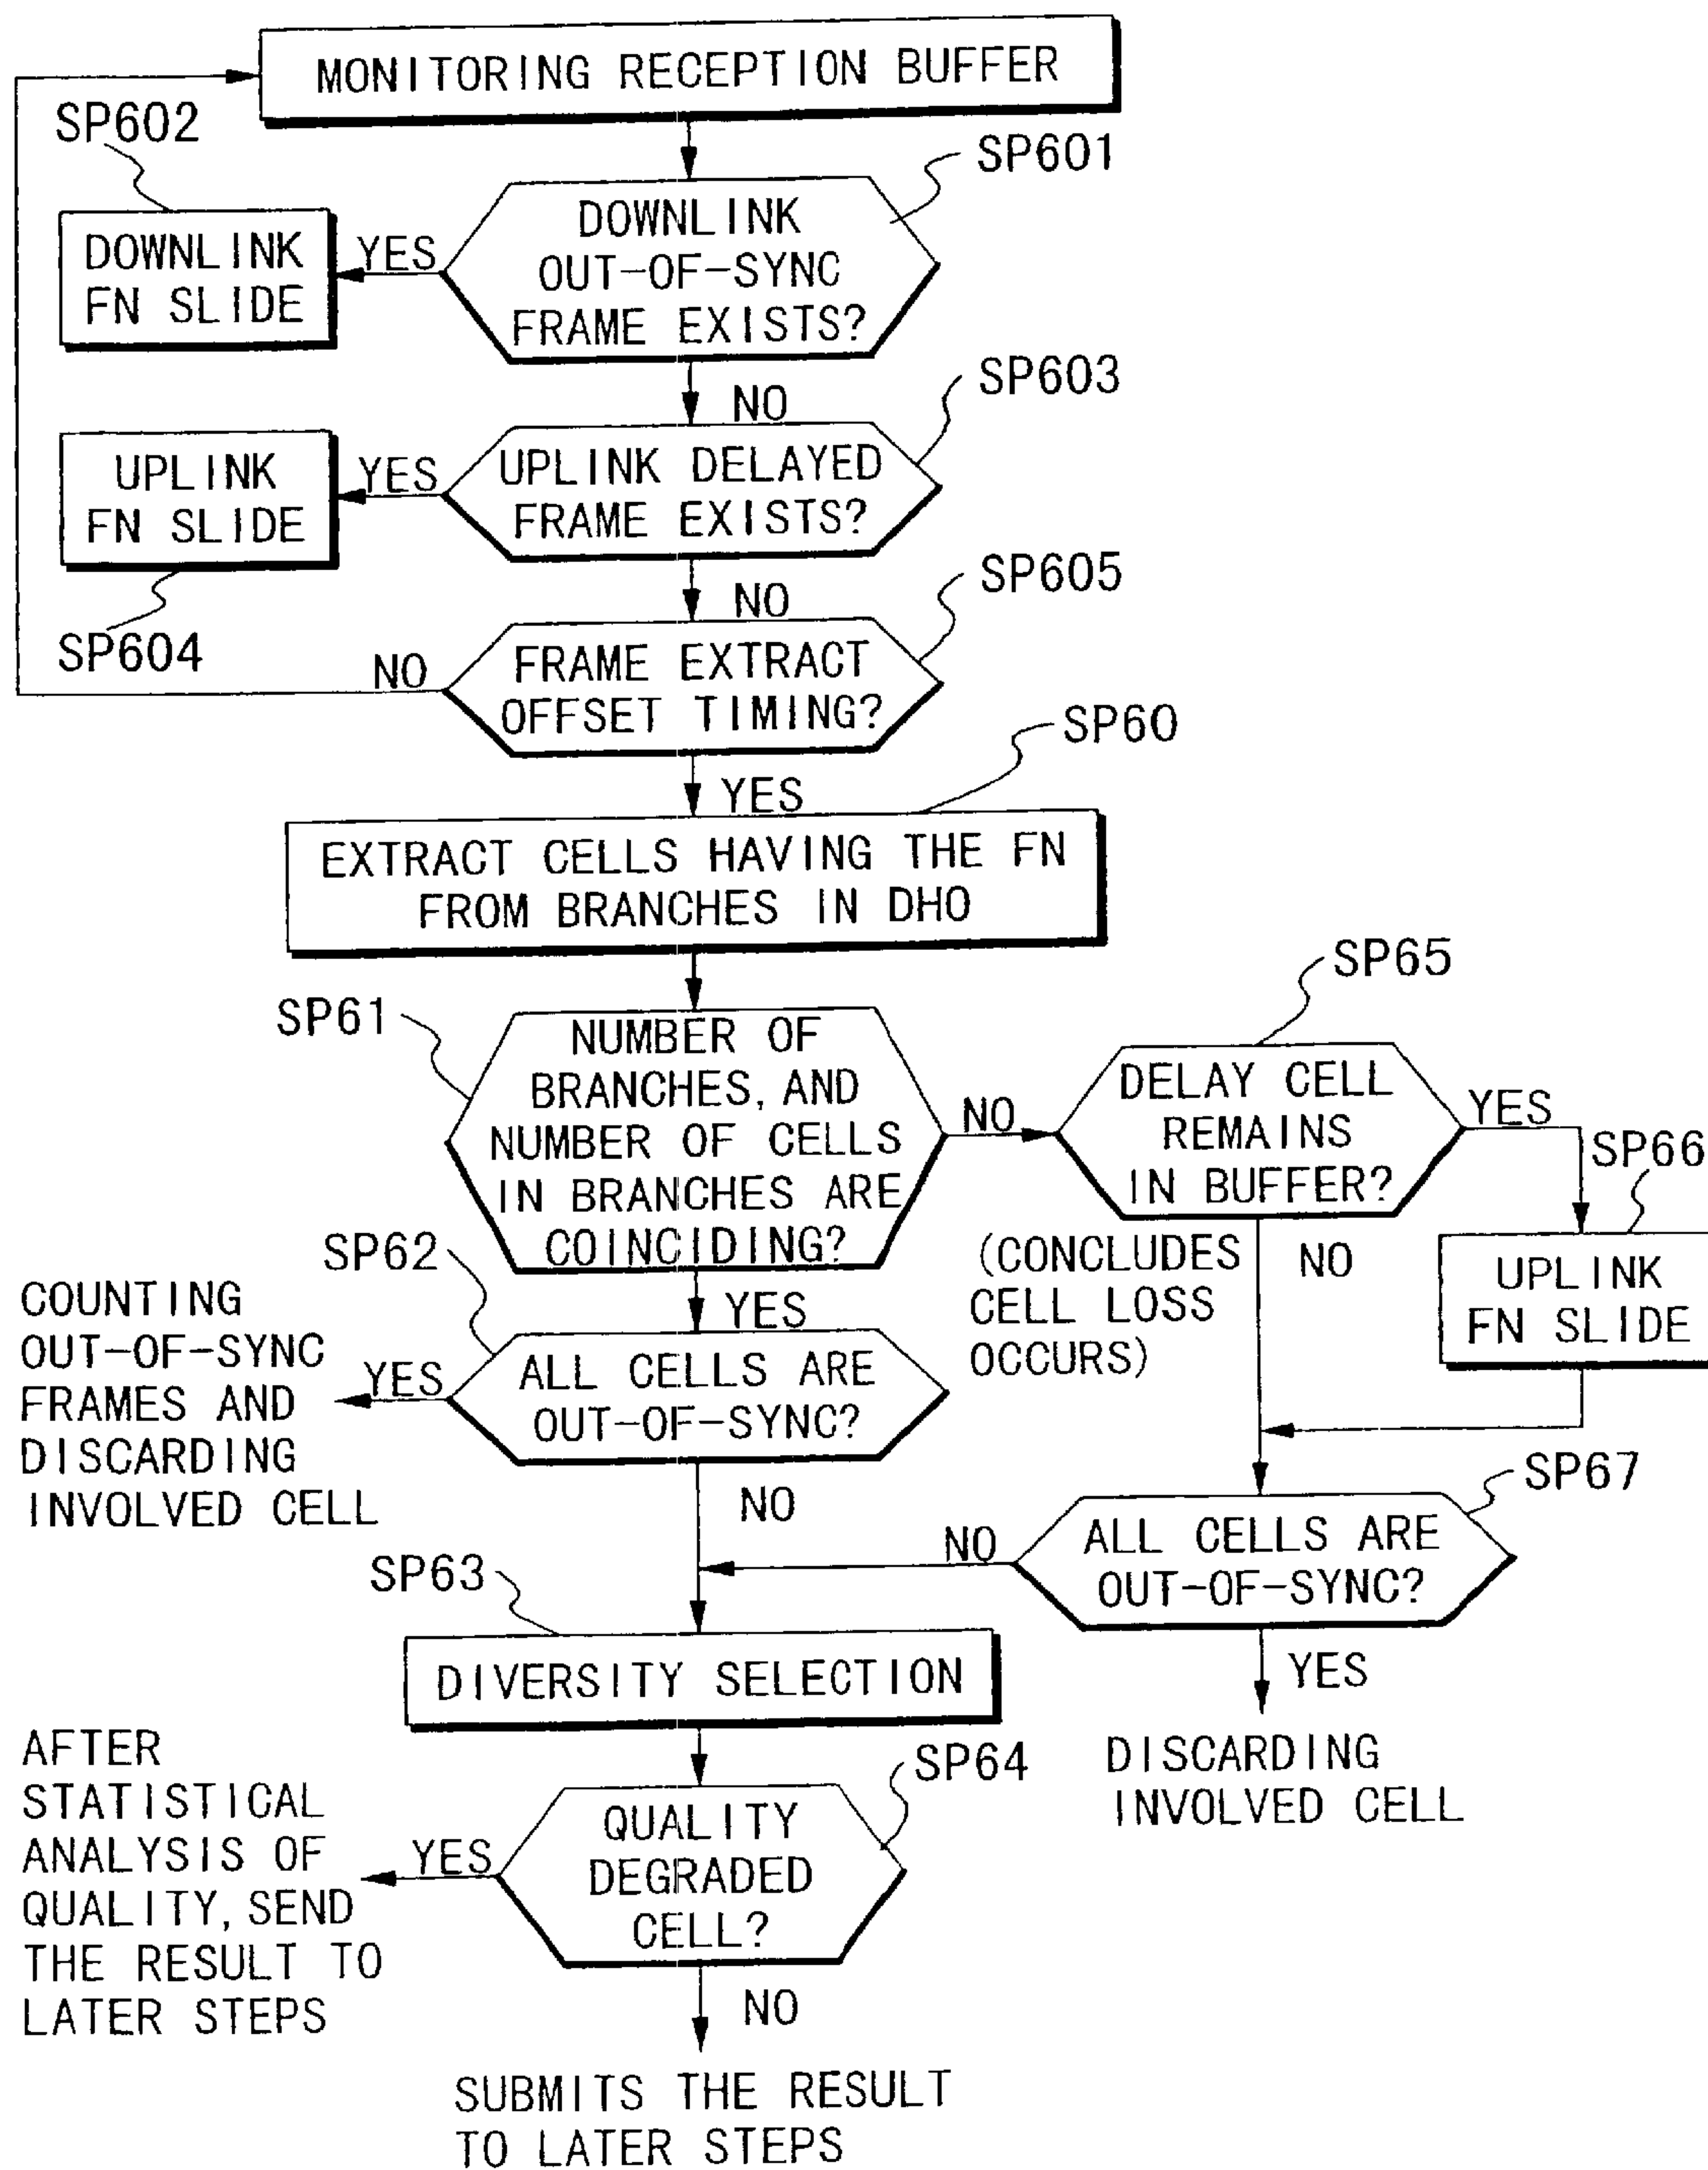 MONITORING RECEPTION BUFFER
SP602
SP601
DOWNLINK
OUT-OF-SYNC
FRAME EXISTS?
YES
DOWNLINK
FN SLIDE
NO
SP603
UPLINK DELAYED
FRAME EXISTS?
YES
UPLINK
FN SLIDE
SP604
NO
SP605
FRAME EXTRACT
OFFSET TIMING?
NO
YES
SP60
EXTRACT CELLS HAVING THE FN
FROM BRANCHES IN DHO
SP61
NUMBER OF
BRANCHES, AND
NUMBER OF CELLS
IN BRANCHES ARE
COINCIDING?
NO
SP65
DELAY CELL
REMAINS
IN BUFFER?
YES
SP66
UPLINK
FN SLIDE
(CONCLUDES
CELL LOSS
OCCURS)
NO
YES
SP62
ALL CELLS ARE
OUT-OF-SYNC?
YES
COUNTING
OUT-OF-SYNC
FRAMES AND
DISCARDING
INVOLVED CELL
NO
SP67
ALL CELLS ARE
OUT-OF-SYNC?
NO
YES
DISCARDING
INVOLVED CELL
SP63
DIVERSITY SELECTION
SP64
QUALITY
DEGRADED
CELL?
YES
AFTER
STATISTICAL
ANALYSIS OF
QUALITY, SEND
THE RESULT TO
LATER STEPS
NO
SUBMITS THE RESULT
TO LATER STEPS